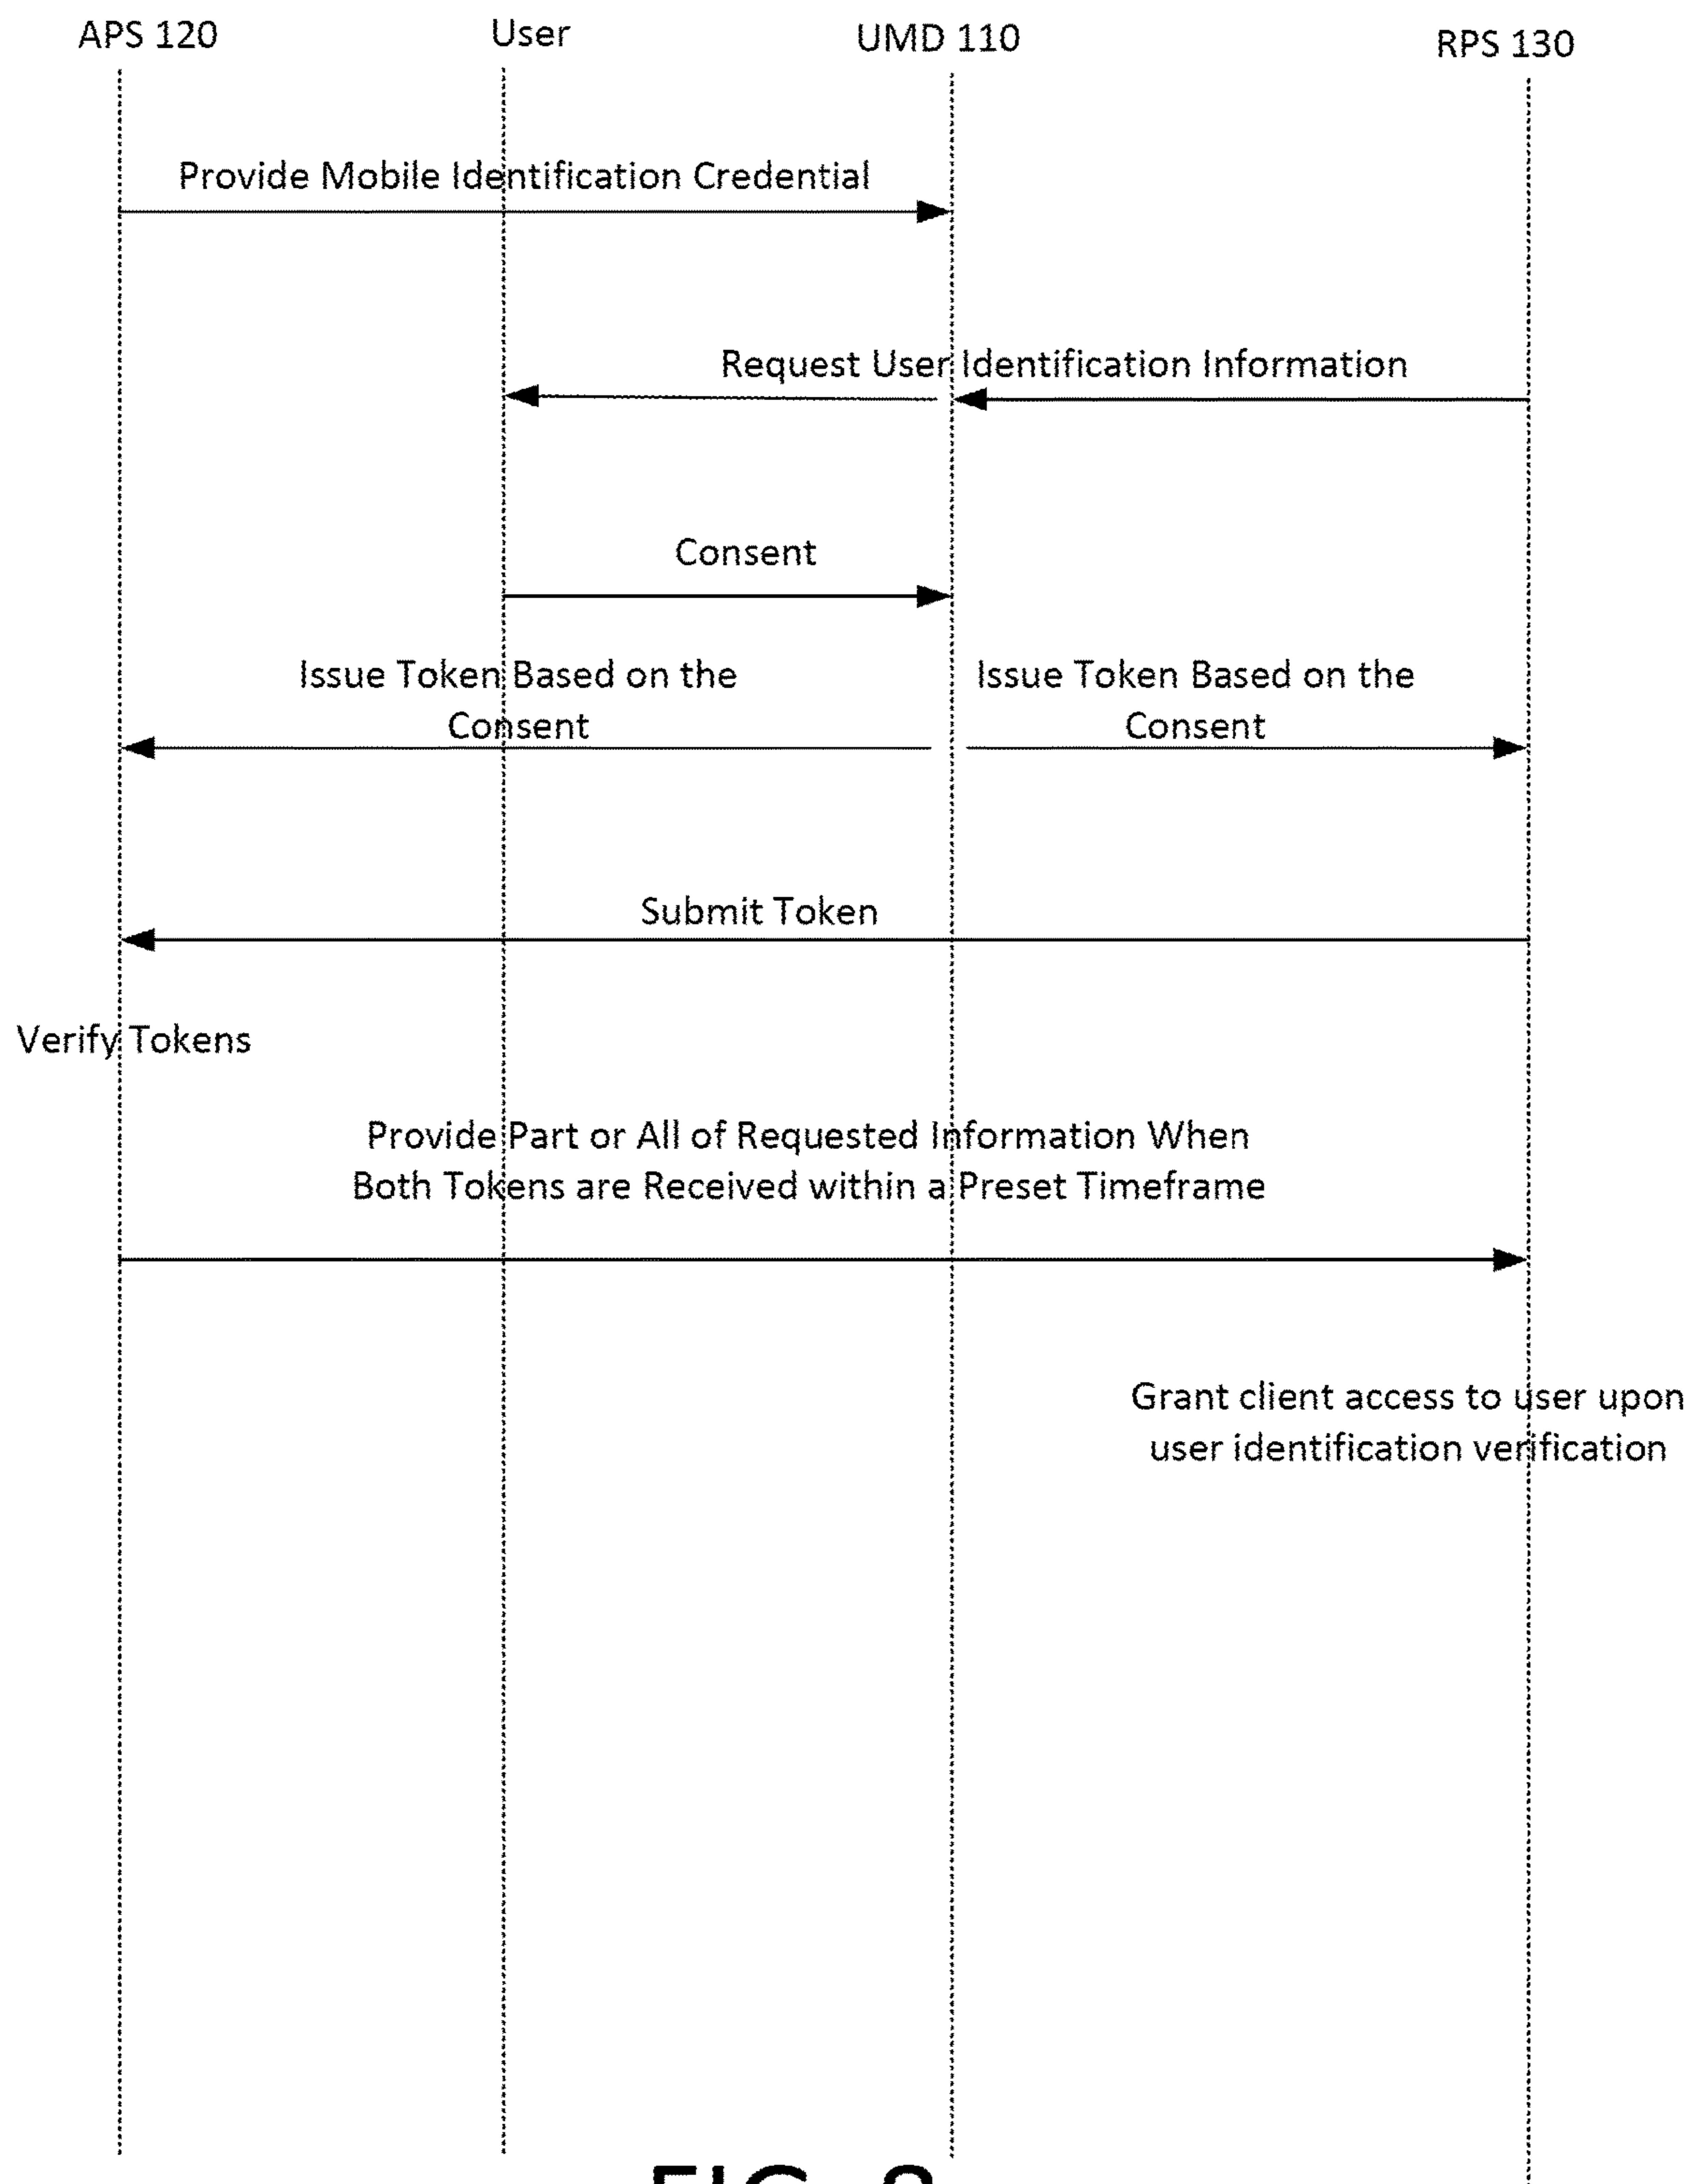 APS 120
User
UMD 110
RPS 130
Provide Mobile Identification Credential
Request User Identification Information
Consent
Issue Token Based on the
Consent
Issue Token Based on the
Consent
Submit Token
Verify Tokens
Provide Part or All of Requested Information When
Both Tokens are Received within a Preset Timeframe
Grant client access to user upon
user identification verification
FIG. 8